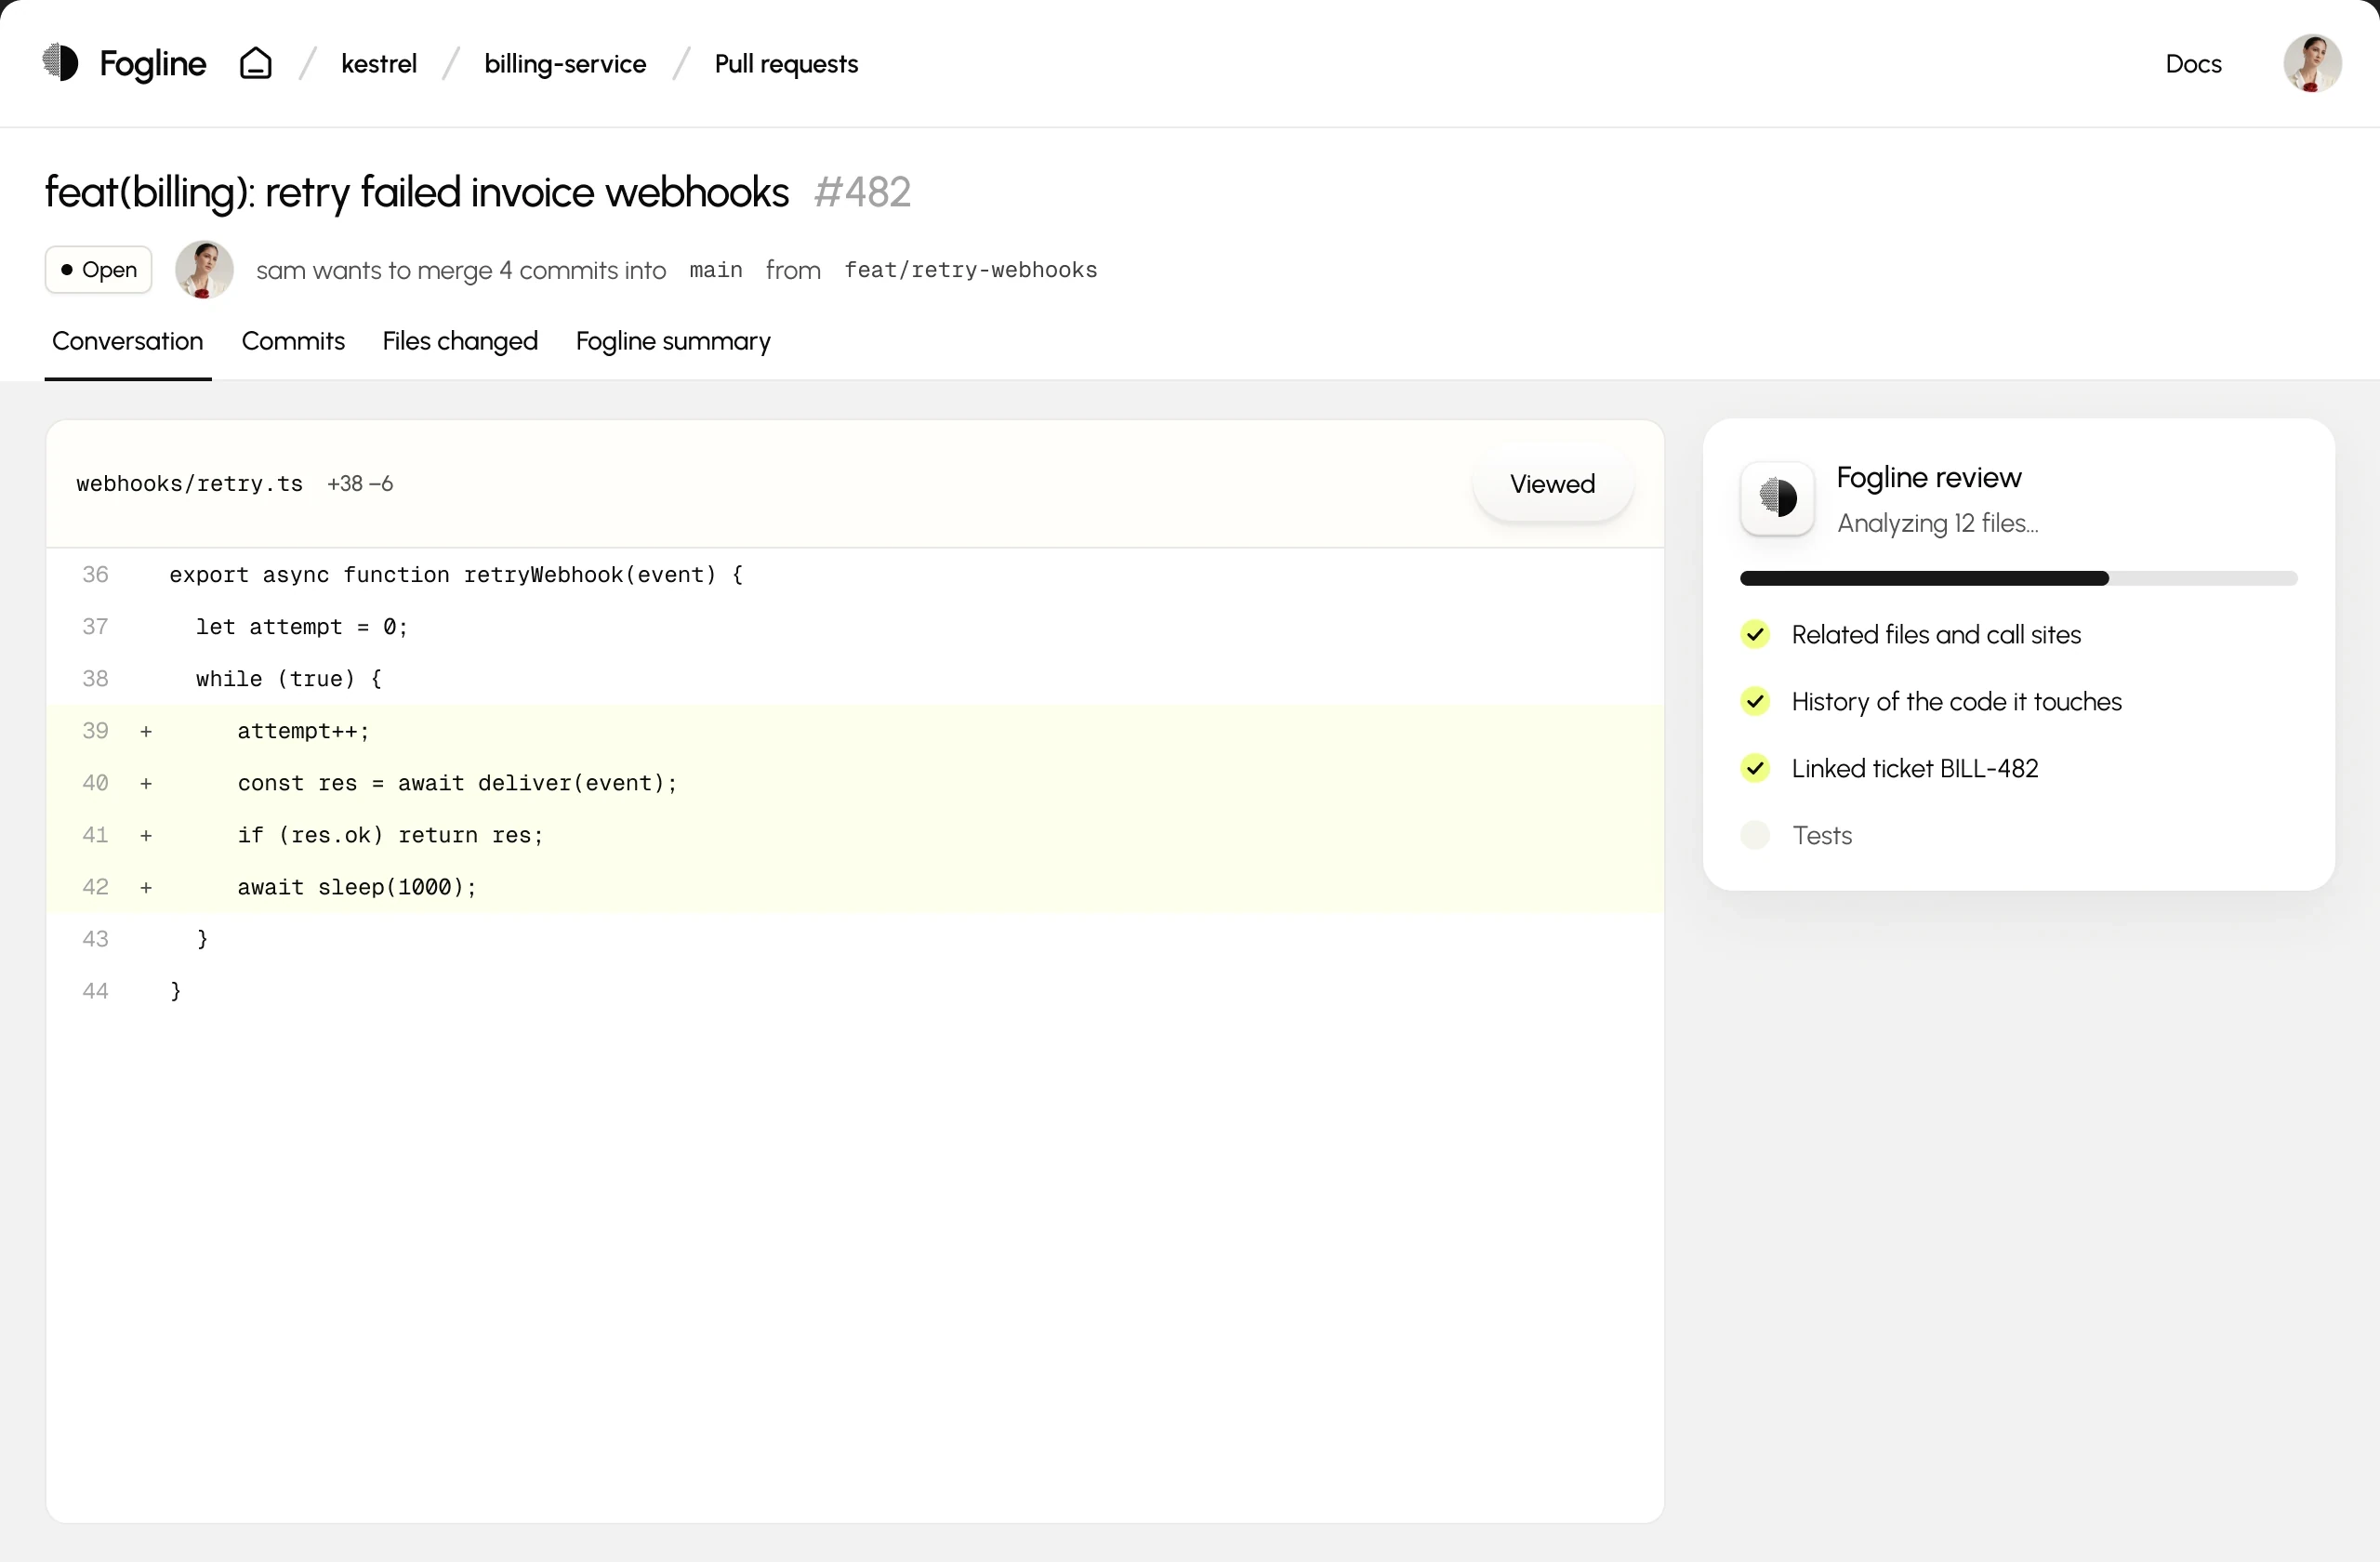 Fogline / kestrel / billing-service / Pull requests Docs
feat(billing): retry failed invoice webhooks #482
Open sam wants to merge 4 commits into main from feat/retry-webhooks
Conversation Commits Files changed Fogline summary
webhooks/retry.ts +38 –6 Viewed
36 export async function retryWebhook(event) {
37 let attempt = 0;
38 while (true) {
39 + attempt++;
40 + const res = await deliver(event);
41 + if (res.ok) return res;
42 + await sleep(1000);
43 }
44 }
Fogline review
Analyzing 12 files...
Related files and call sites
History of the code it touches
Linked ticket BILL-482
Tests